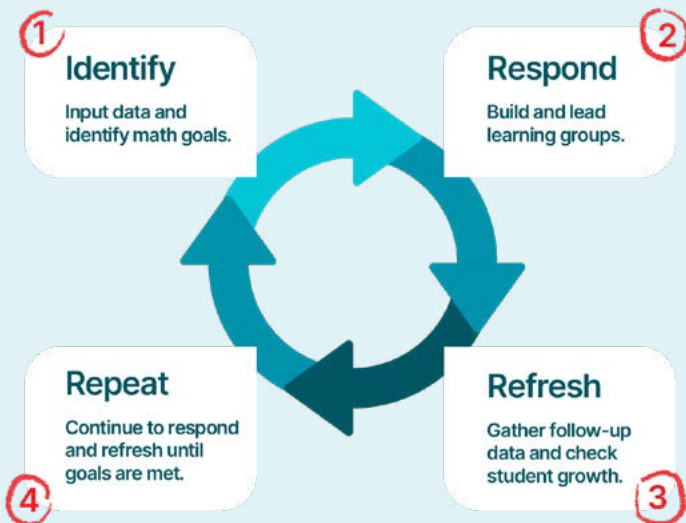 1
Identify
Input data and
identify math goals.
2
Respond
Build and lead
learning groups.
3
Refresh
Gather follow-up
data and check
student growth.
4
Repeat
Continue to respond
and refresh until
goals are met.